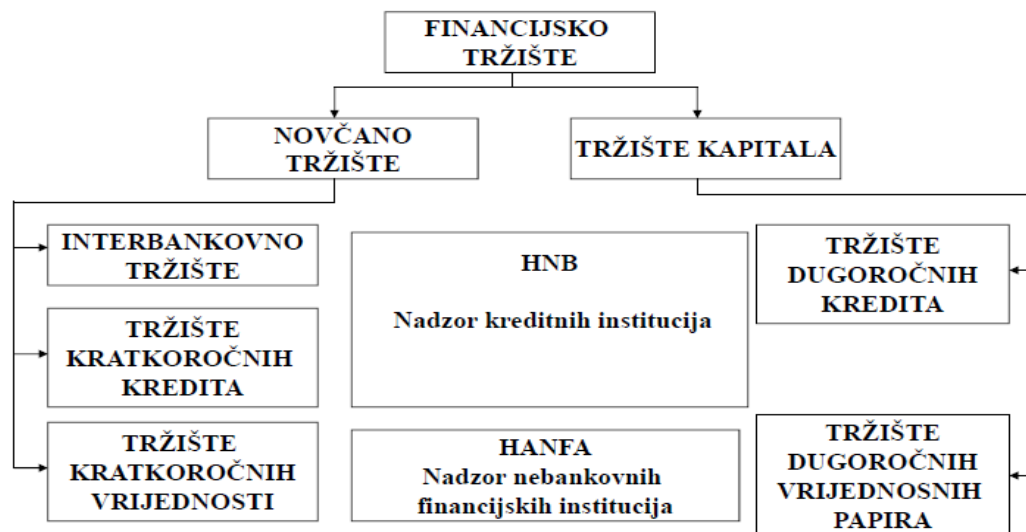 FINANCIJSKO
TRŽIŠTE
NOVČANO
TRŽIŠTE
TRŽIŠTE KAPITALA
INTERBANKOVNO
TRŽIŠTE
TRŽIŠTE
KRATKOROČNIH
KREDITA
TRŽIŠTE
KRATKOROČNIH
VRIJEDNOSTI
HNB
Nadzor kreditnih institucija
HANFA
Nadzor nebankovnih
financijskih institucija
TRŽIŠTE
DUGOROČNIH
KREDITA
TRŽIŠTE
DUGOROČNIH
VRIJEDNOSNIH
PAPIRA